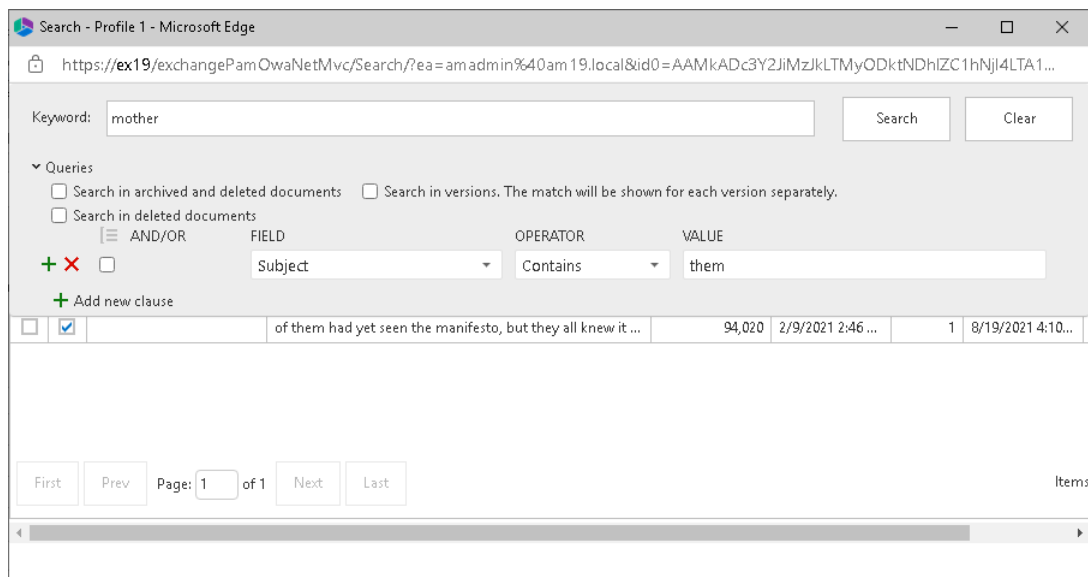 Search - Profile 1 - Microsoft Edge
https://ex19/exchangePamOwaNetMvc/Search/?ea=amadmin%40am19.local&id0=AAMkADc3Y2JiMzJkLTMyODktNDhlZC1hNjI4LTA1...
Keyword: mother Search Clear
Queries
Search in archived and deleted documents Search in versions. The match will be shown for each version separately.
Search in deleted documents
AND/OR FIELD OPERATOR VALUE
Subject Contains them
Add new clause
of them had yet seen the manifesto, but they all knew it ... 94,020 2/9/2021 2:46 ... 1 8/19/2021 4:10...
First Prev Page: 1 of 1 Next Last Items